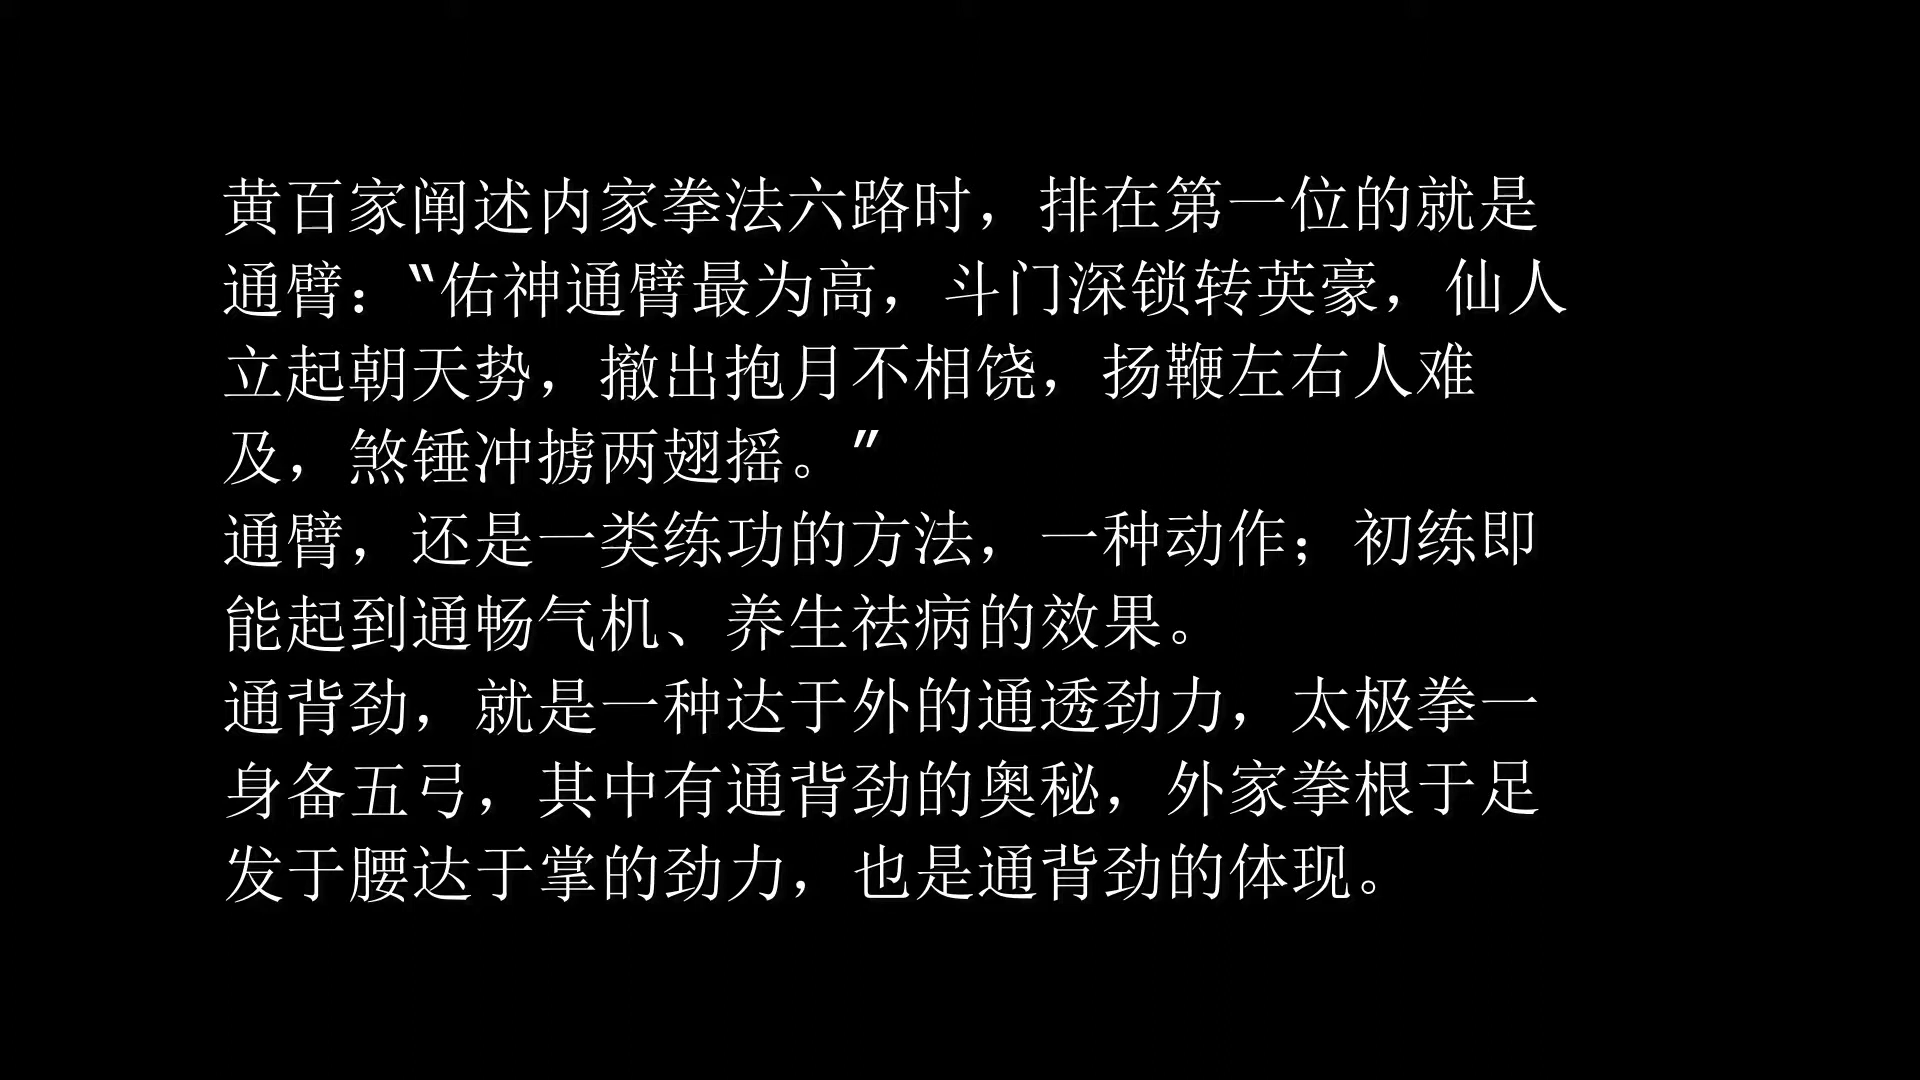 黄百家阐述内家拳法六路时，排在第一位的就是
通臂：“佑神通臂最为高，斗门深锁转英豪，仙人
立起朝天势，撤出抱月不相饶，扬鞭左右人难
及，煞锤冲掳两翅摇。”
通臂，还是一类练功的方法，一种动作；初练即
能起到通畅气机、养生祛病的效果。
通背劲，就是一种达于外的通透劲力，太极拳一
身备五弓，其中有通背劲的奥秘，外家拳根于足
发于腰达于掌的劲力，也是通背劲的体现。